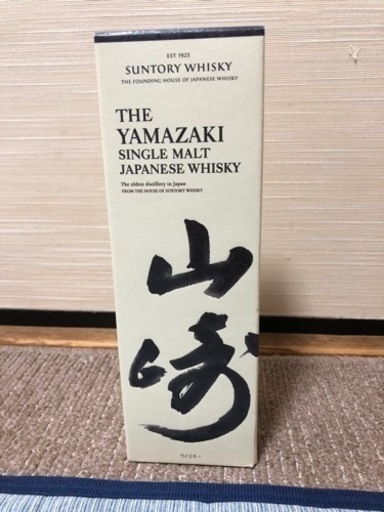 EST 1923
SUNTORY WHISKY
THE FOUNDING HOUSE OF JAPANESE WHISKY
THE
YAMAZAKI
SINGLE MALT
JAPANESE WHISKY
The oldest distillery in Japan
FROM THE HOUSE OF SUNTORY WHISKY
山
崎
ウイスキー